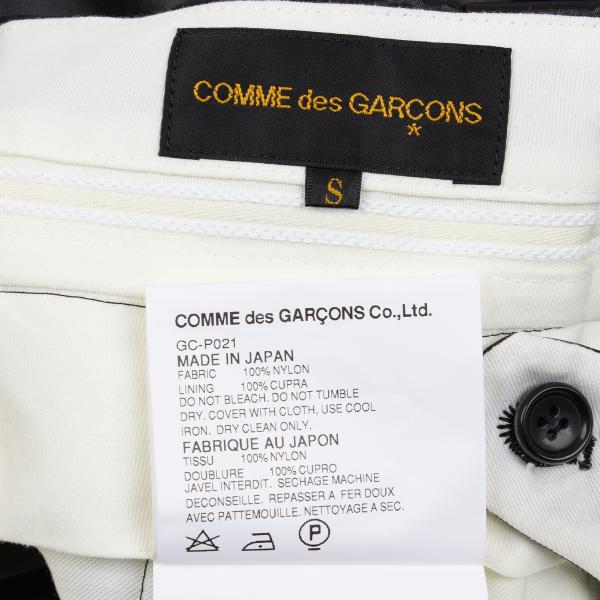 COMME des GARÇONS
*
S
COMME des GARÇONS Co.,Ltd.
GC-P021
MADE IN JAPAN
FABRIC 100% NYLON
LINING 100% CUPRA
DO NOT BLEACH. DO NOT TUMBLE
DRY. COVER WITH CLOTH, USE COOL
IRON. DRY CLEAN ONLY.
FABRIQUE AU JAPON
TISSU 100% NYLON
DOUBLURE 100% CUPRO
JAVEL INTERDIT. SECHAGE MACHINE
DECONSEILLE. REPASSER A FER DOUX
AVEC PATTEMOUILLE. NETTOYAGE A SEC.
P